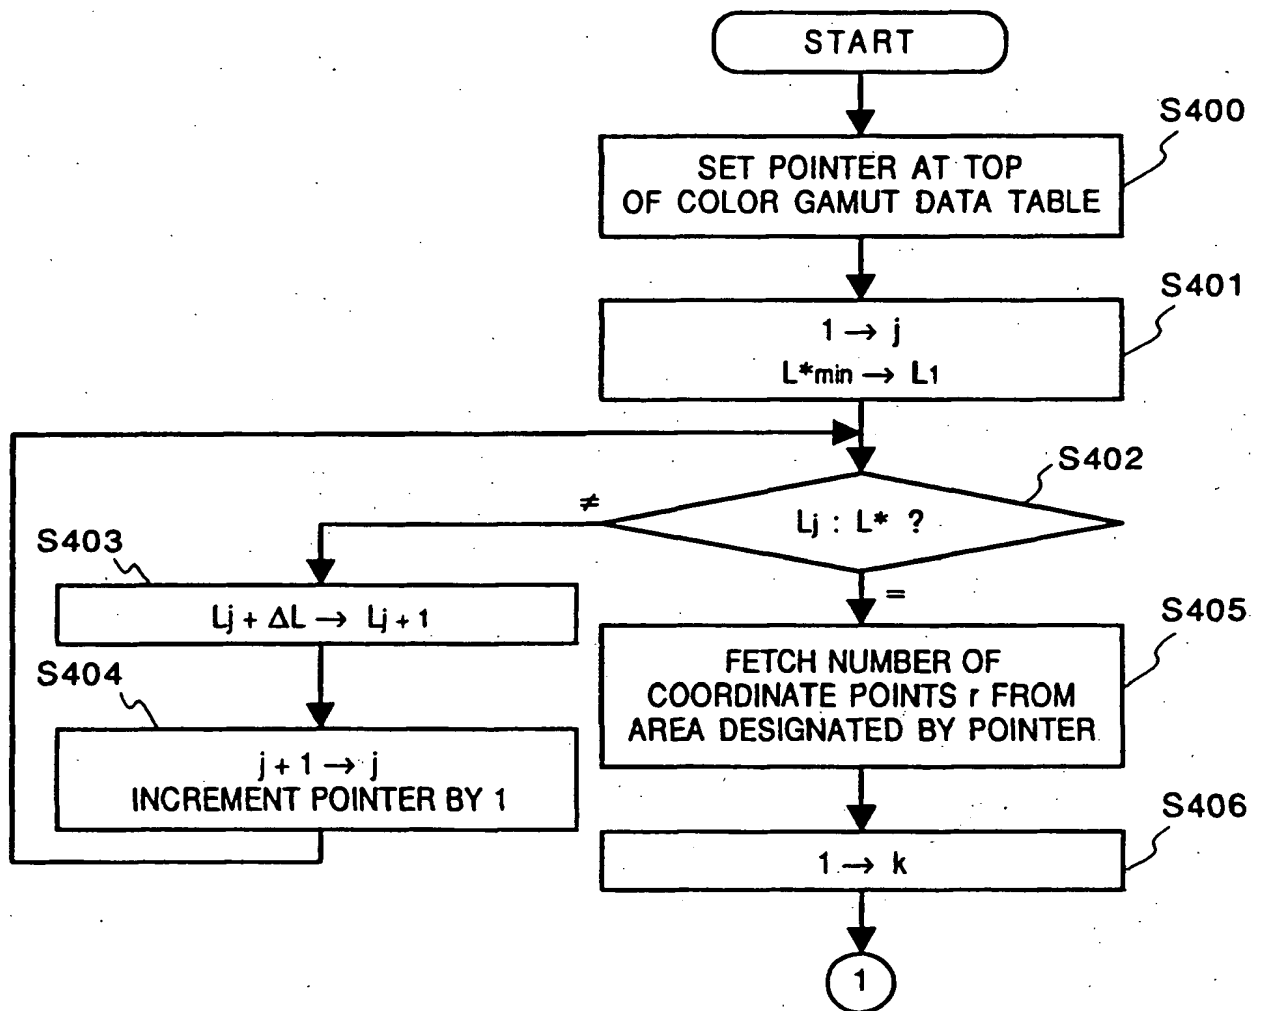 START
S400
SET POINTER AT TOP
OF COLOR GAMUT DATA TABLE
S401
1 → j
L*min → L1
S402
Lj : L* ?
≠
=
S403
Lj + ΔL → Lj + 1
S404
j + 1 → j
INCREMENT POINTER BY 1
S405
FETCH NUMBER OF
COORDINATE POINTS r FROM
AREA DESIGNATED BY POINTER
S406
1 → k
1